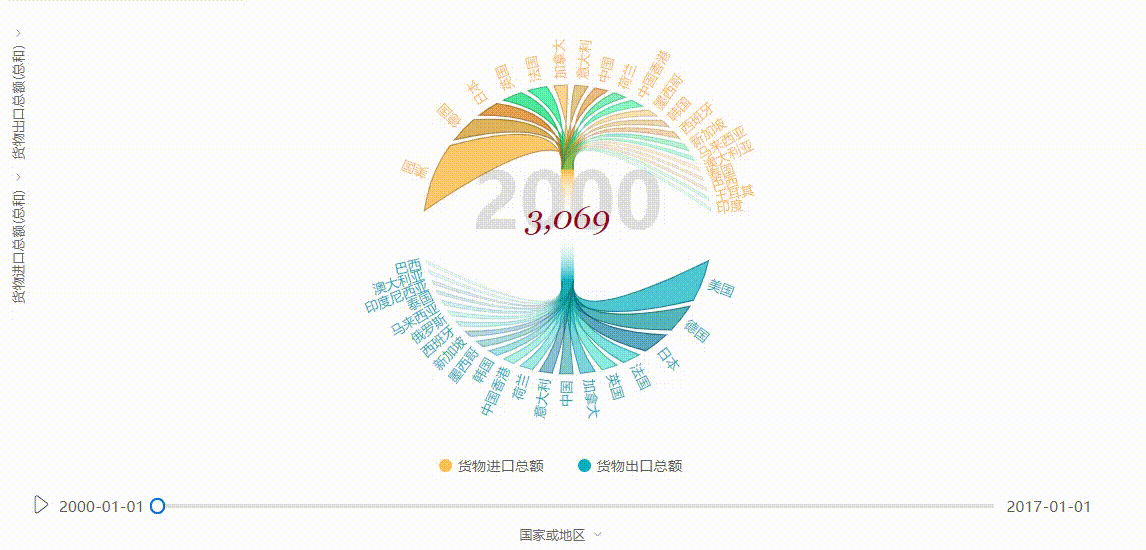 货物出口总额(总和)
货物进口总额(总和)
美国
德国
日本
英国
法国
加拿大
意大利
中国
荷兰
中国香港
墨西哥
韩国
西班牙
新加坡
马来西亚
澳大利亚
泰国
土耳其
印度
2000
3,069
巴西
澳大利亚
印度尼西亚
泰国
马来西亚
俄罗斯
西班牙
新加坡
墨西哥
韩国
中国香港
荷兰
意大利
中国
加拿大
英国
法国
日本
德国
美国
货物进口总额
货物出口总额
2000-01-01
2017-01-01
国家或地区